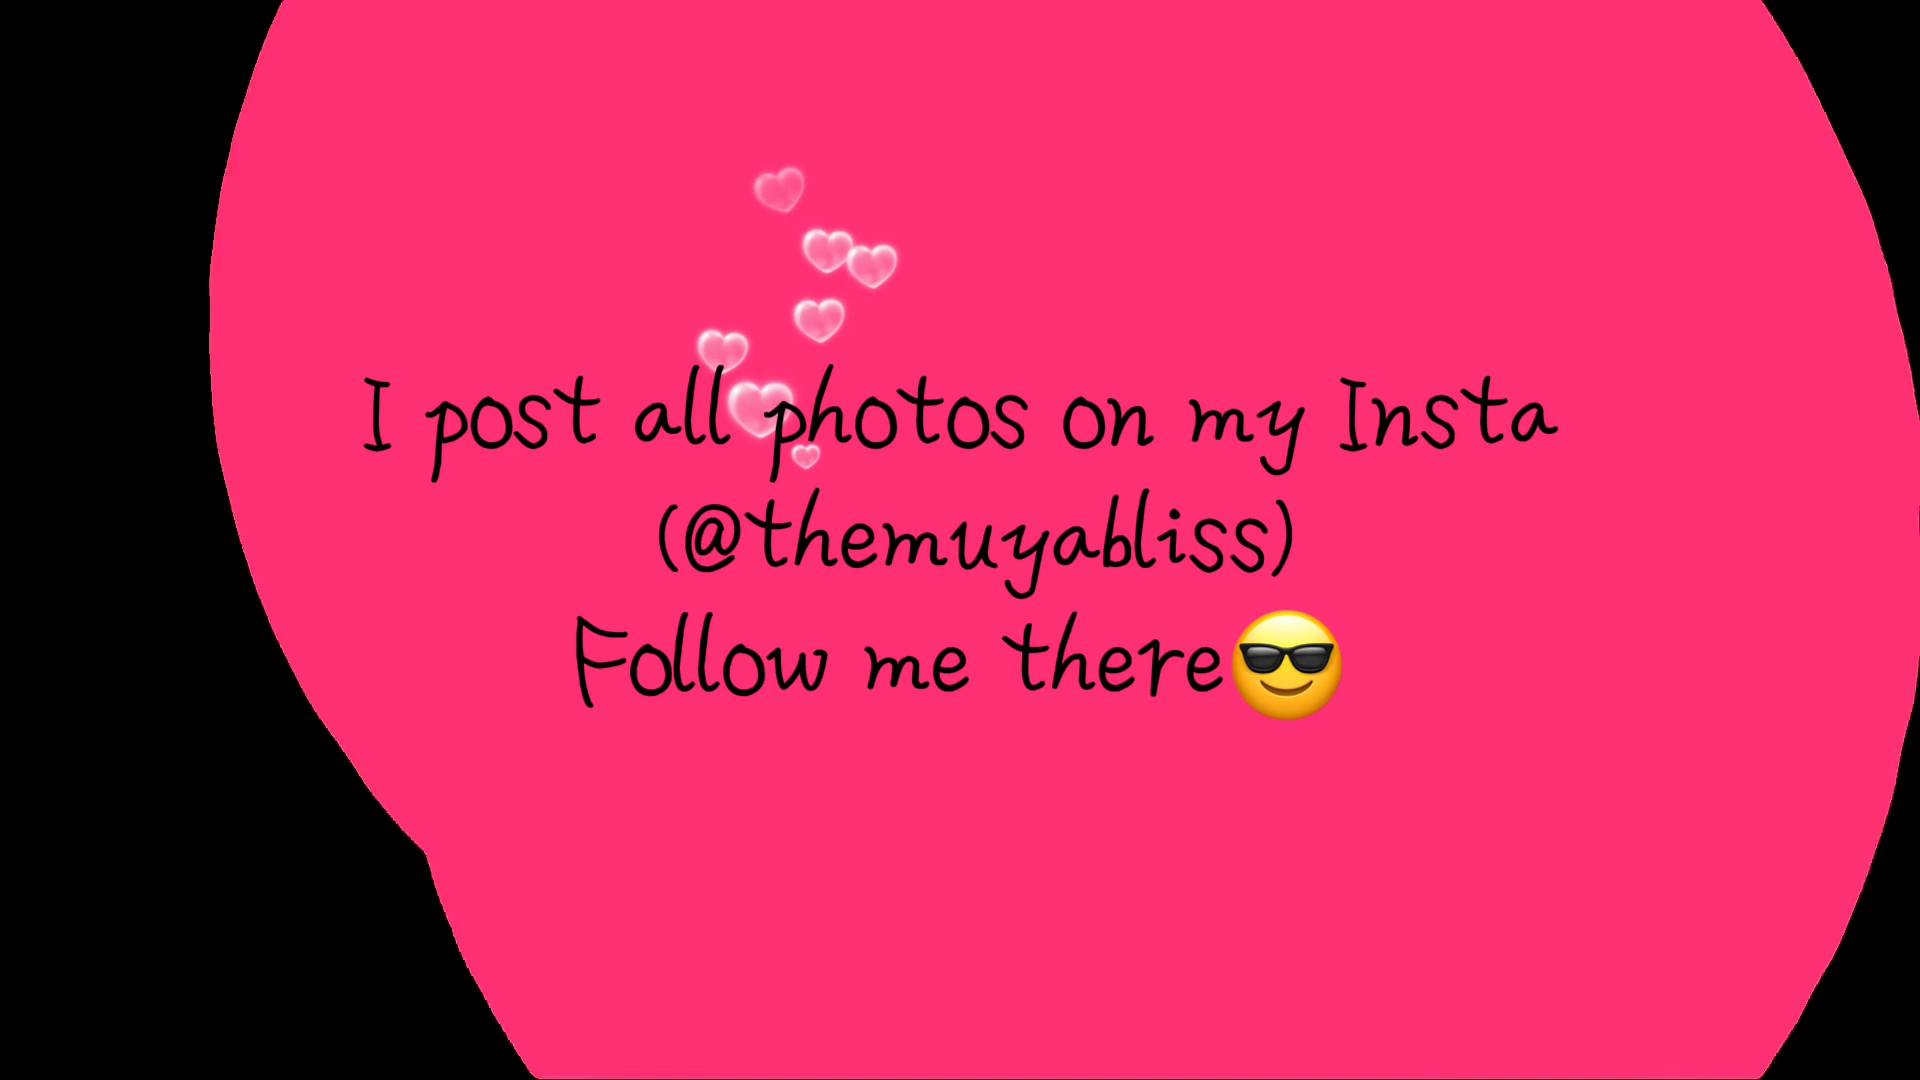 I post all photos on my Insta
(@themuyabliss)
Follow me there😎